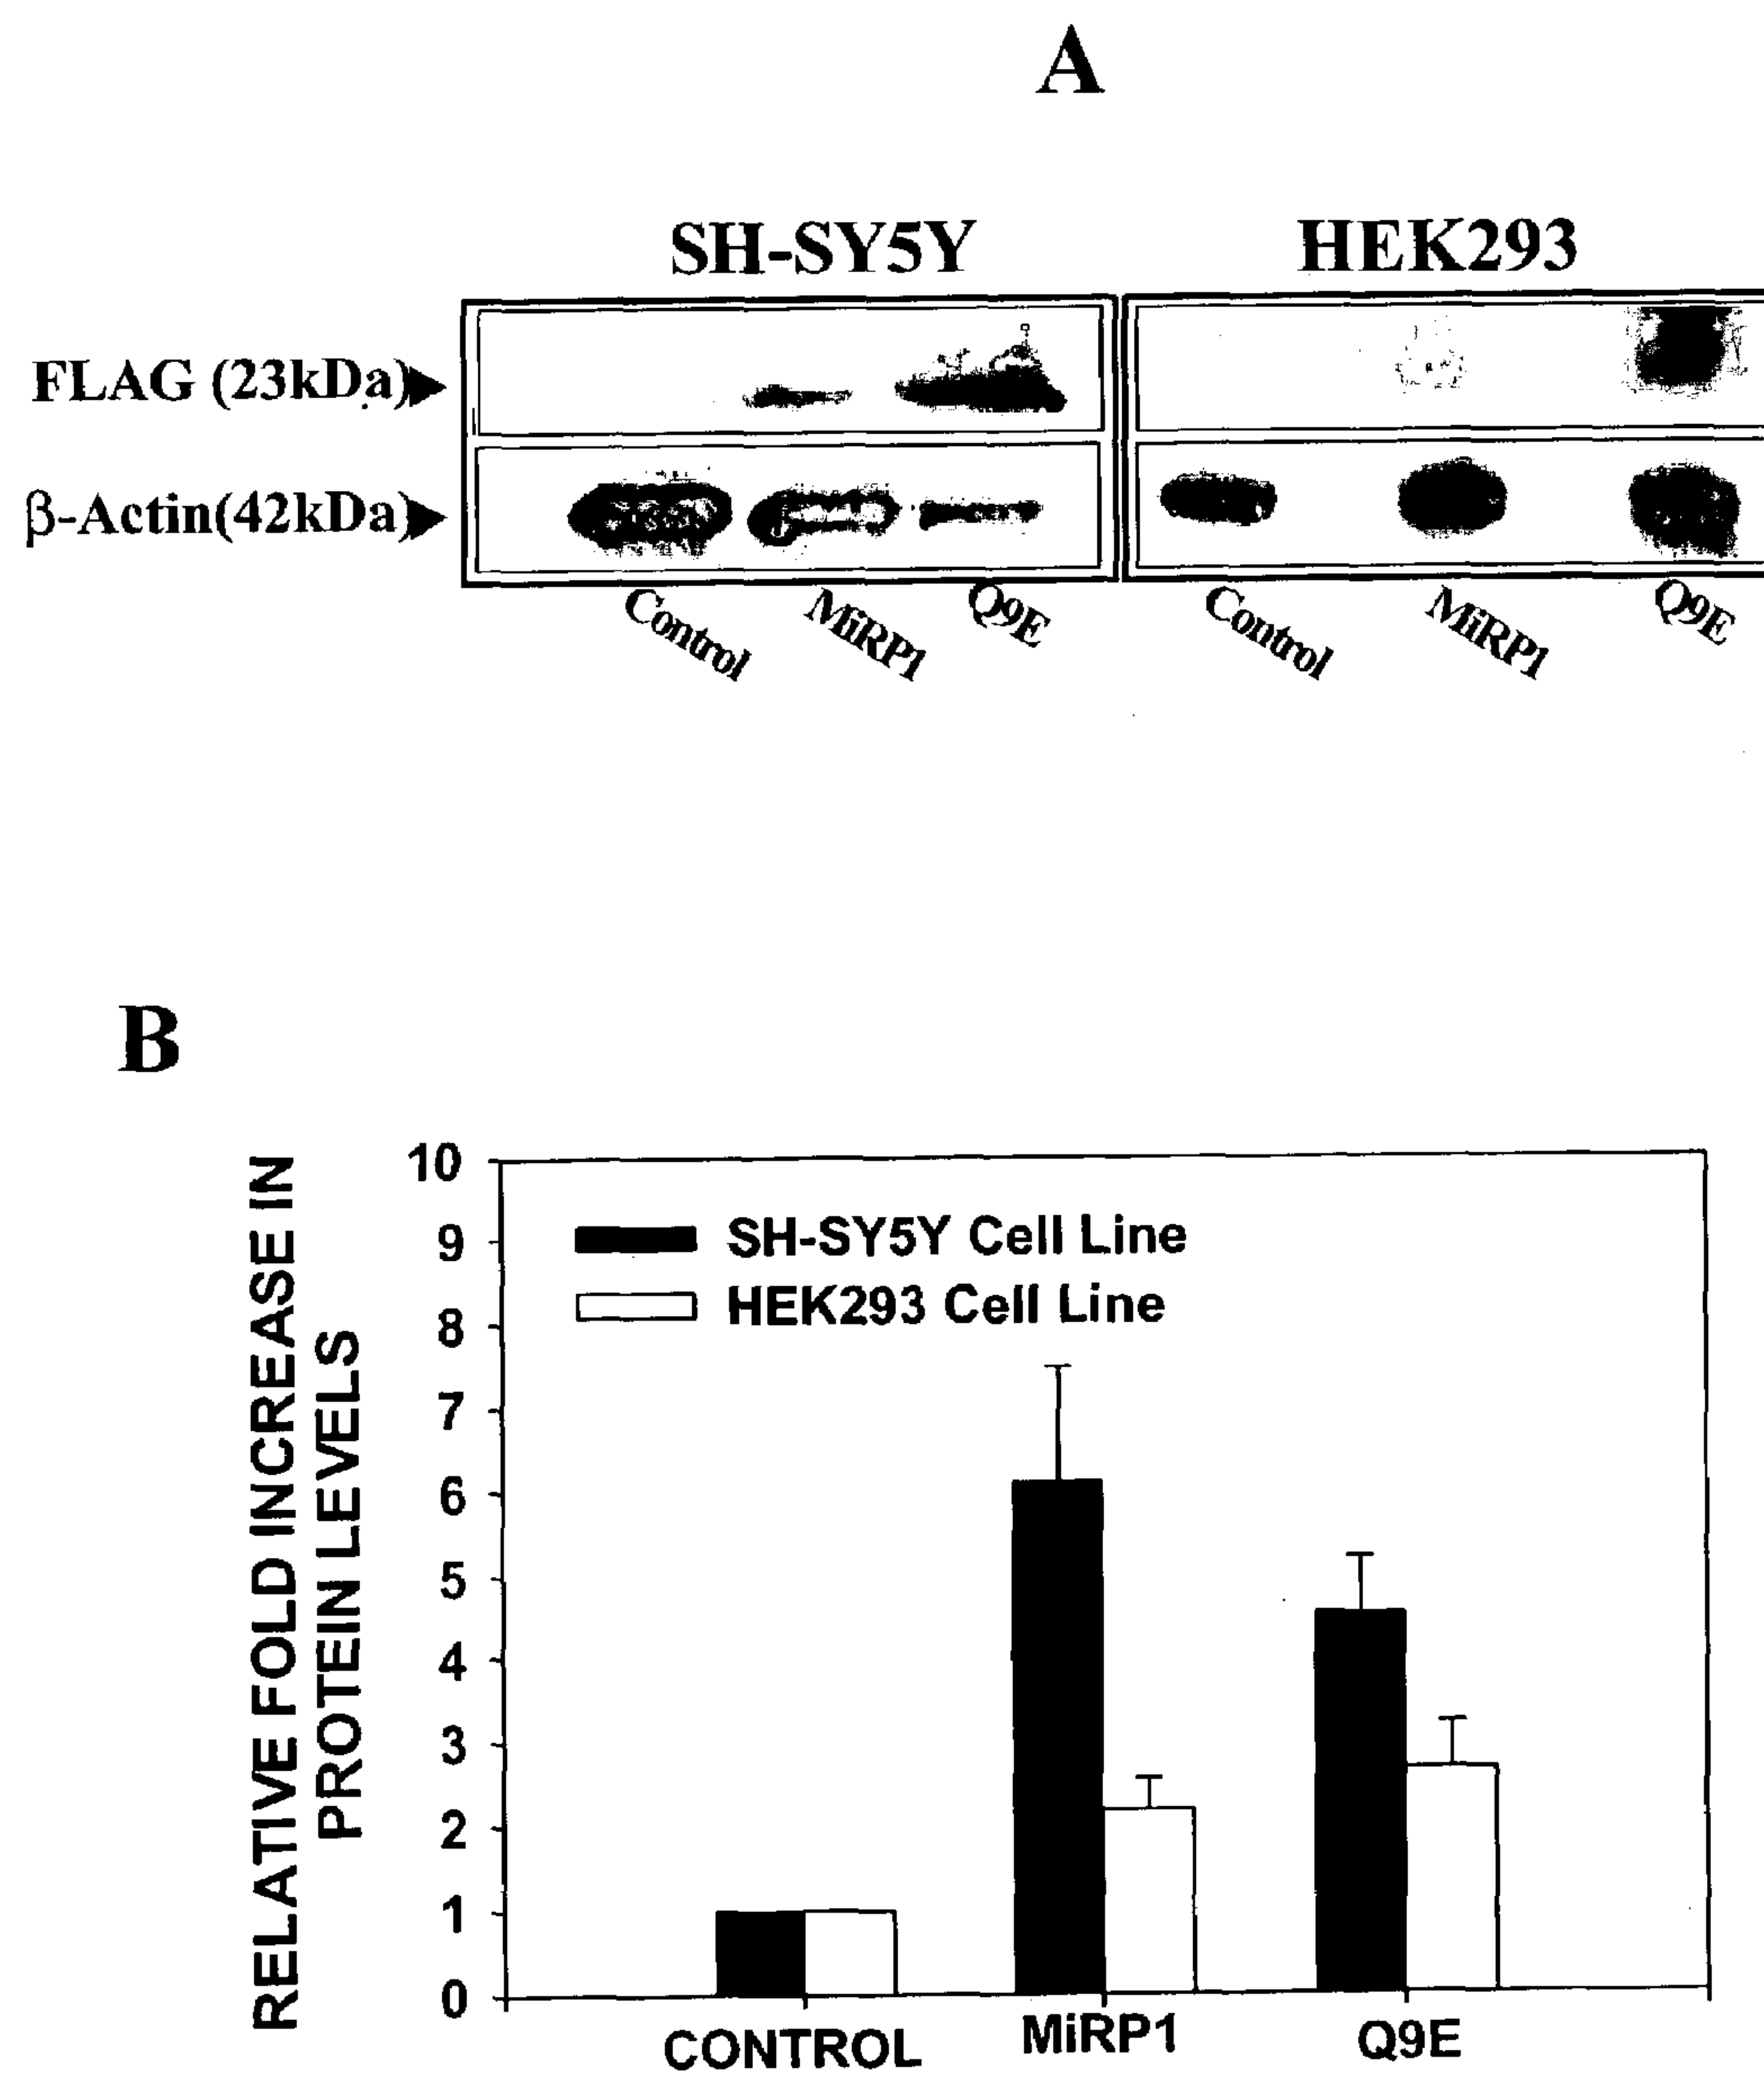 A
SH-SY5Y HEK293
FLAG (23kDa)
β-Actin(42kDa)
Control MiRP1 Q9E Control MiRP1 Q9E
B
RELATIVE FOLD INCREASE IN
PROTEIN LEVELS
10
9
8
7
6
5
4
3
2
1
0
SH-SY5Y Cell Line
HEK293 Cell Line
CONTROL MiRP1 Q9E